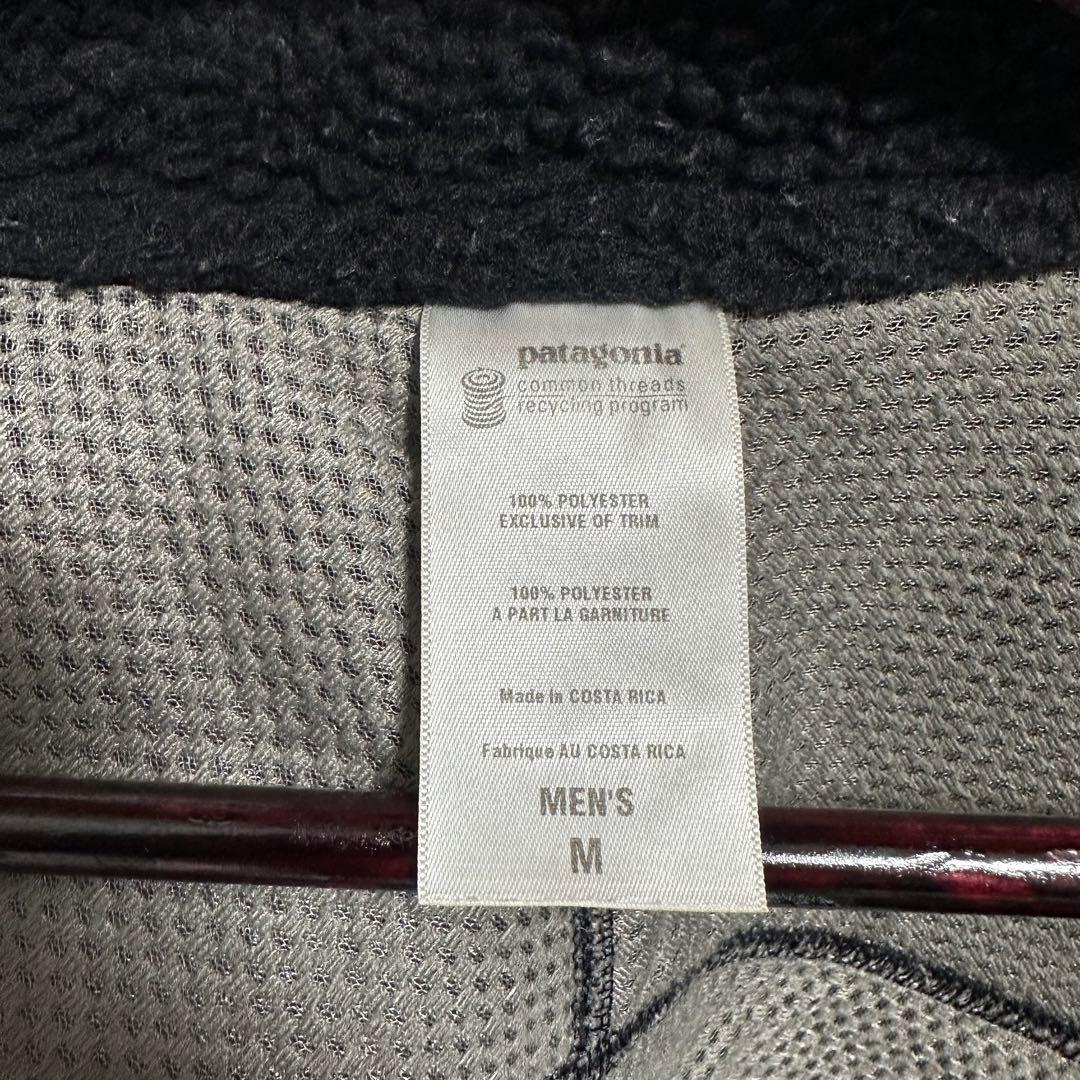 patagonia
common threads
recycling program
100% POLYESTER
EXCLUSIVE OF TRIM
100% POLYESTER
A PART LA GARNITURE
Made in COSTA RICA
Fabrique AU COSTA RICA
MEN'S
M